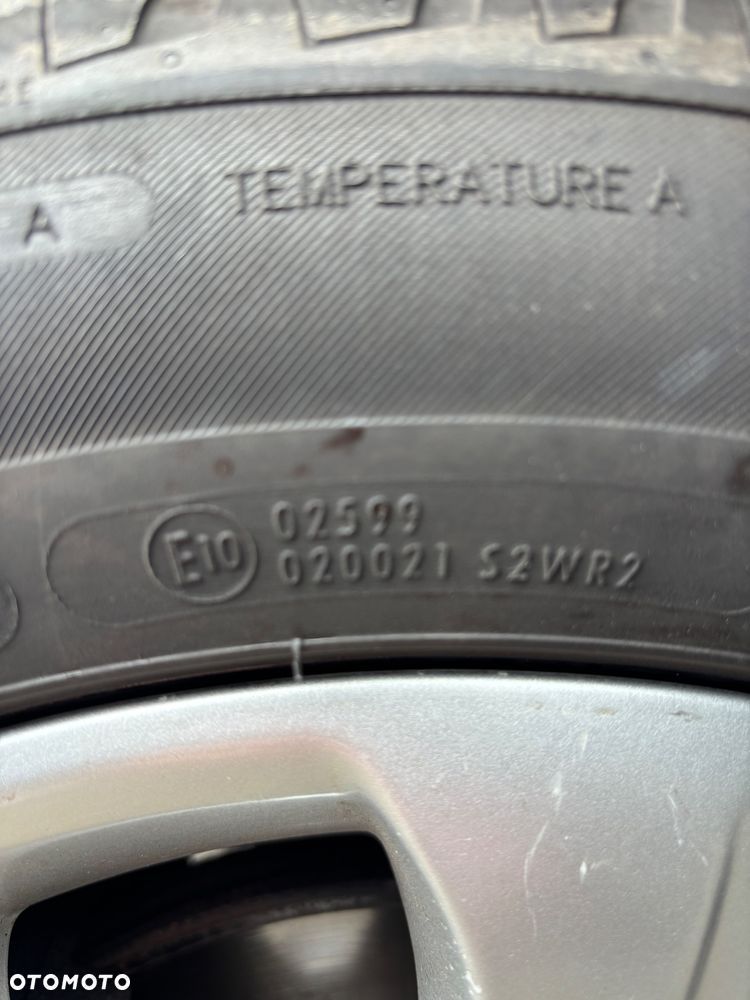 TEMPERATURE A
A
E10
02599
020021 S2WR2
OTOMOTO